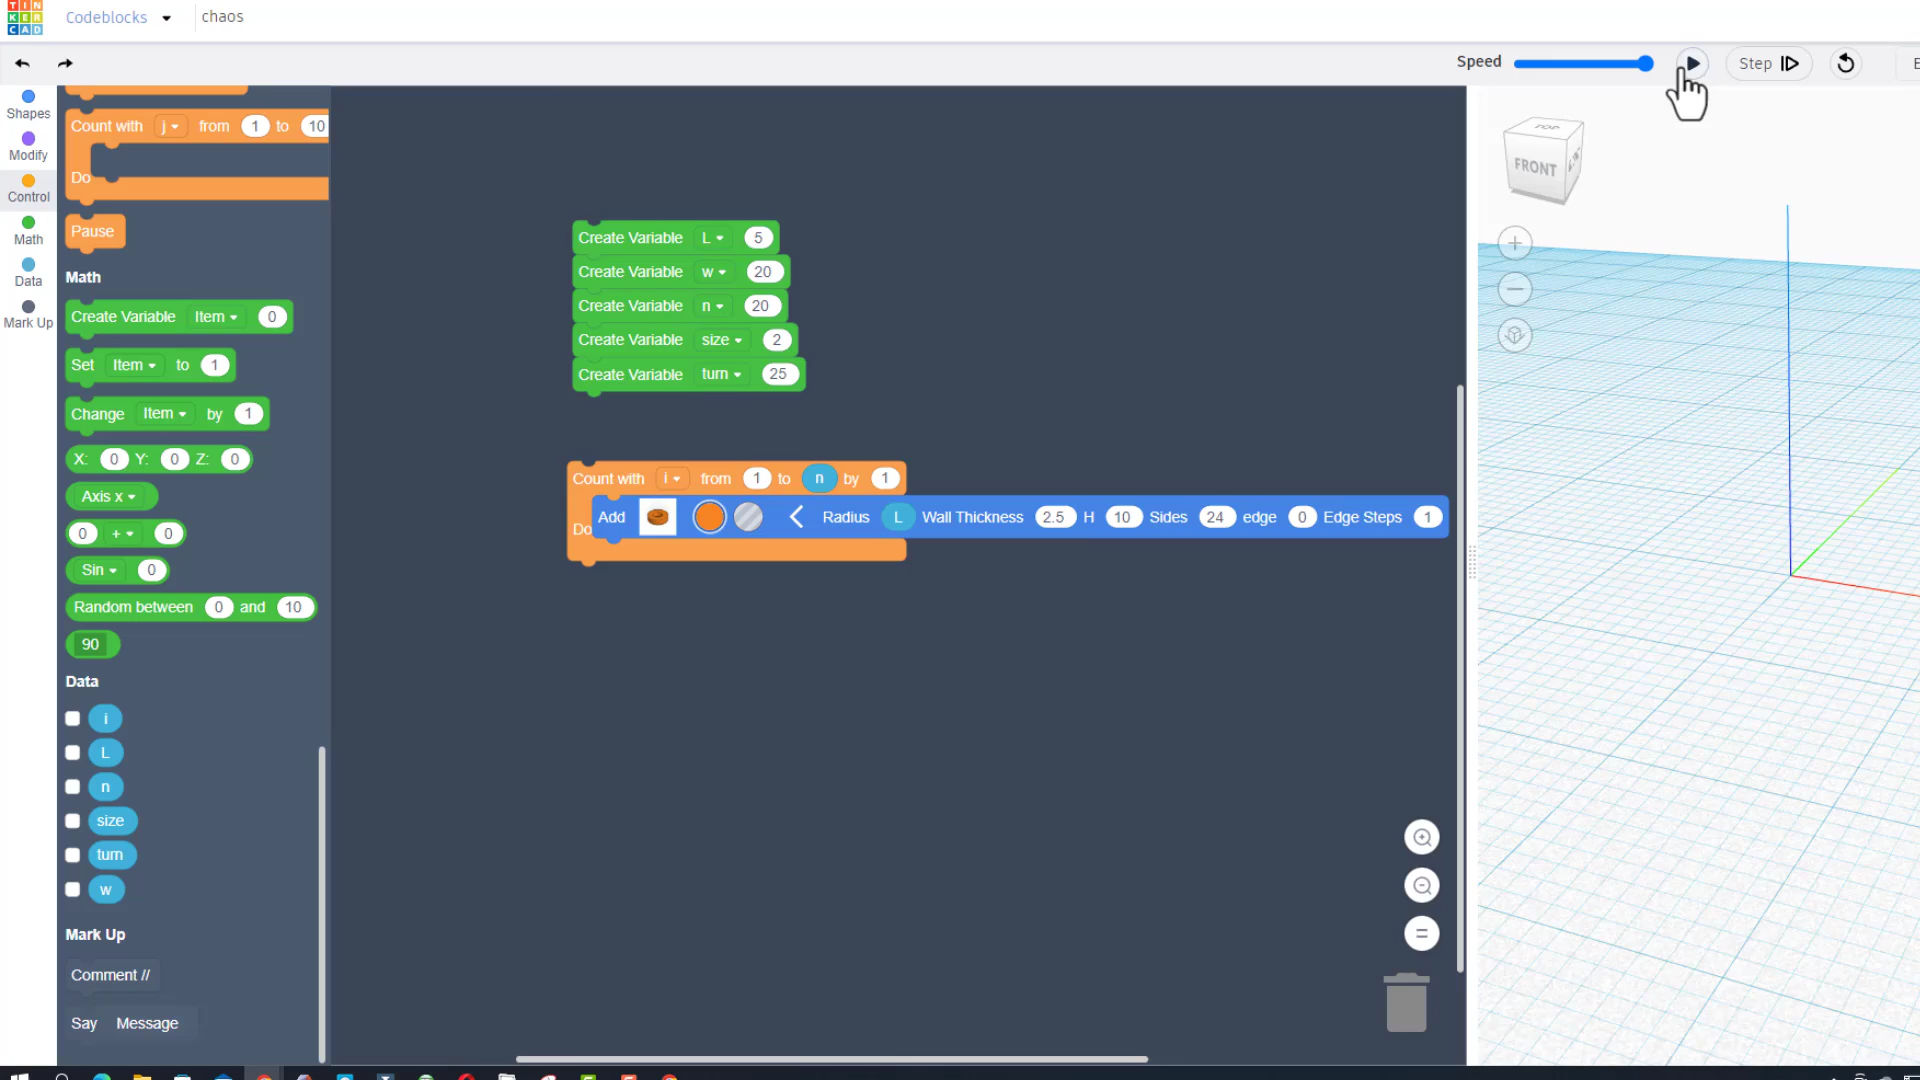 TIN
KER
CAD
Codeblocks
chaos
Speed
Step
E
Shapes
Modify
Control
Math
Data
Mark Up
Count with j from 1 to 10
Do
Pause
Math
Create Variable Item 0
Set Item to 1
Change Item by 1
X: 0 Y: 0 Z: 0
Axis x
0 + 0
Sin 0
Random between 0 and 10
90
Data
i
L
n
size
turn
w
Mark Up
Comment //
Say Message
Create Variable L 5
Create Variable w 20
Create Variable n 20
Create Variable size 2
Create Variable turn 25
Count with i from 1 to n by 1
Do
Add Radius L Wall Thickness 2.5 H 10 Sides 24 edge 0 Edge Steps 1
TOP
FRONT